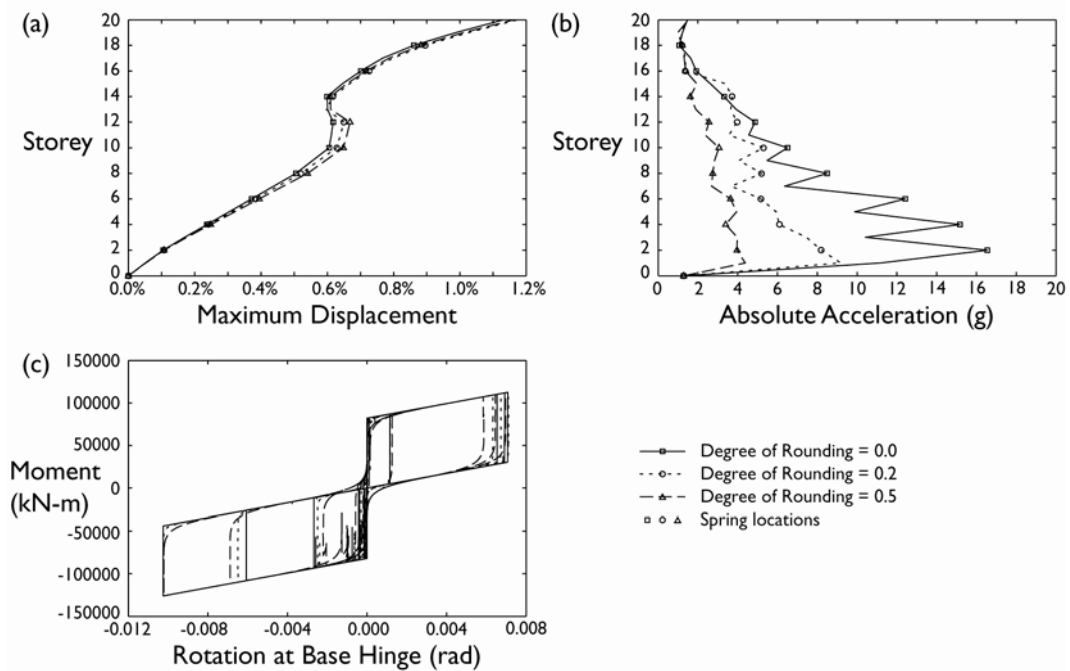 (a)
20
18
16
14
12
10
8
6
4
2
0
Storey
0.0% 0.2% 0.4% 0.6% 0.8% 1.0% 1.2%
Maximum Displacement
(b)
20
18
16
14
12
10
8
6
4
2
0
Storey
0 2 4 6 8 10 12 14 16 18 20
Absolute Acceleration (g)
(c)
150000
100000
50000
0
-50000
-100000
-150000
Moment
(kN-m)
-0.012 -0.008 -0.004 0.000 0.004 0.008
Rotation at Base Hinge (rad)
Degree of Rounding = 0.0
Degree of Rounding = 0.2
Degree of Rounding = 0.5
Spring locations